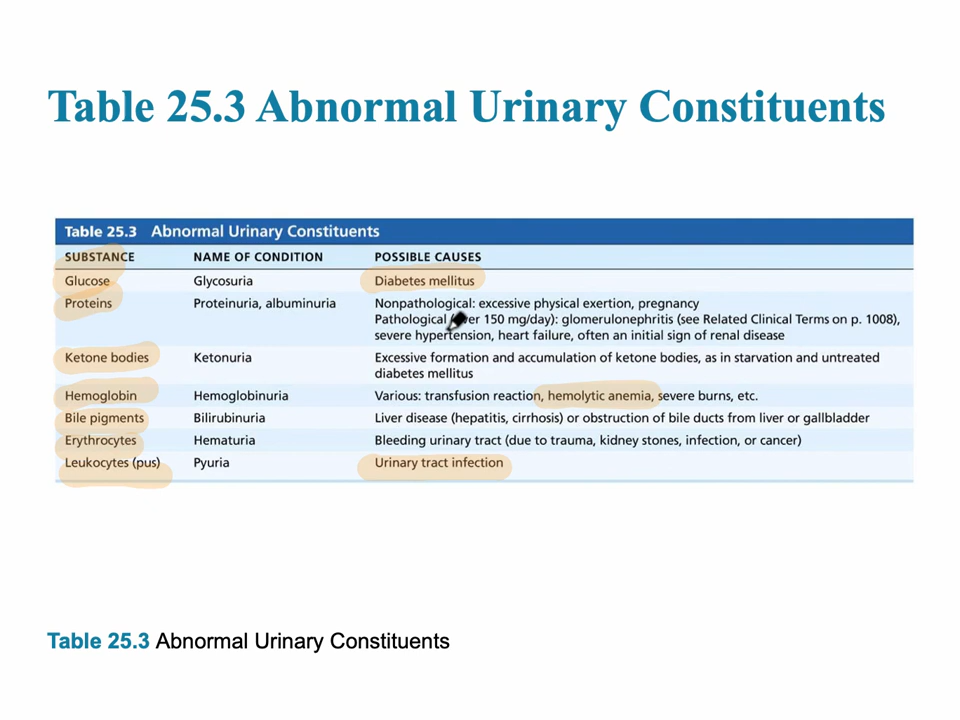 Table 25.3 Abnormal Urinary Constituents
Table 25.3 Abnormal Urinary Constituents
SUBSTANCE NAME OF CONDITION POSSIBLE CAUSES
Glucose Glycosuria Diabetes mellitus
Proteins Proteinuria, albuminuria Nonpathological: excessive physical exertion, pregnancy
Pathological er 150 mg/day): glomerulonephritis (see Related Clinical Terms on p. 1008),
severe hypertension, heart failure, often an initial sign of renal disease
Ketone bodies Ketonuria Excessive formation and accumulation of ketone bodies, as in starvation and untreated
diabetes mellitus
Hemoglobin Hemoglobinuria Various: transfusion reaction, hemolytic anemia, severe burns, etc.
Bile pigments Bilirubinuria Liver disease (hepatitis, cirrhosis) or obstruction of bile ducts from liver or gallbladder
Erythrocytes Hematuria Bleeding urinary tract (due to trauma, kidney stones, infection, or cancer)
Leukocytes (pus) Pyuria Urinary tract infection
Table 25.3 Abnormal Urinary Constituents